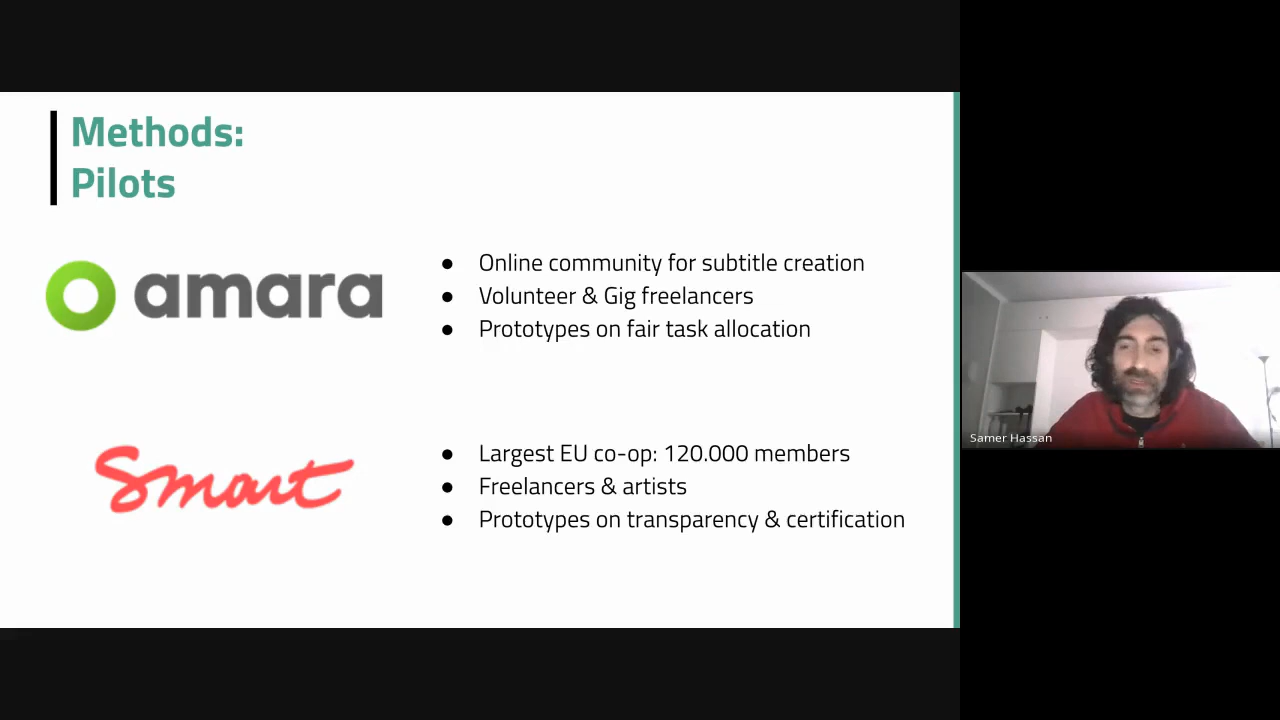 Methods:
Pilots
amara
Online community for subtitle creation
Volunteer & Gig freelancers
Prototypes on fair task allocation
Smart
Largest EU co-op: 120.000 members
Freelancers & artists
Prototypes on transparency & certification
Samer Hassan